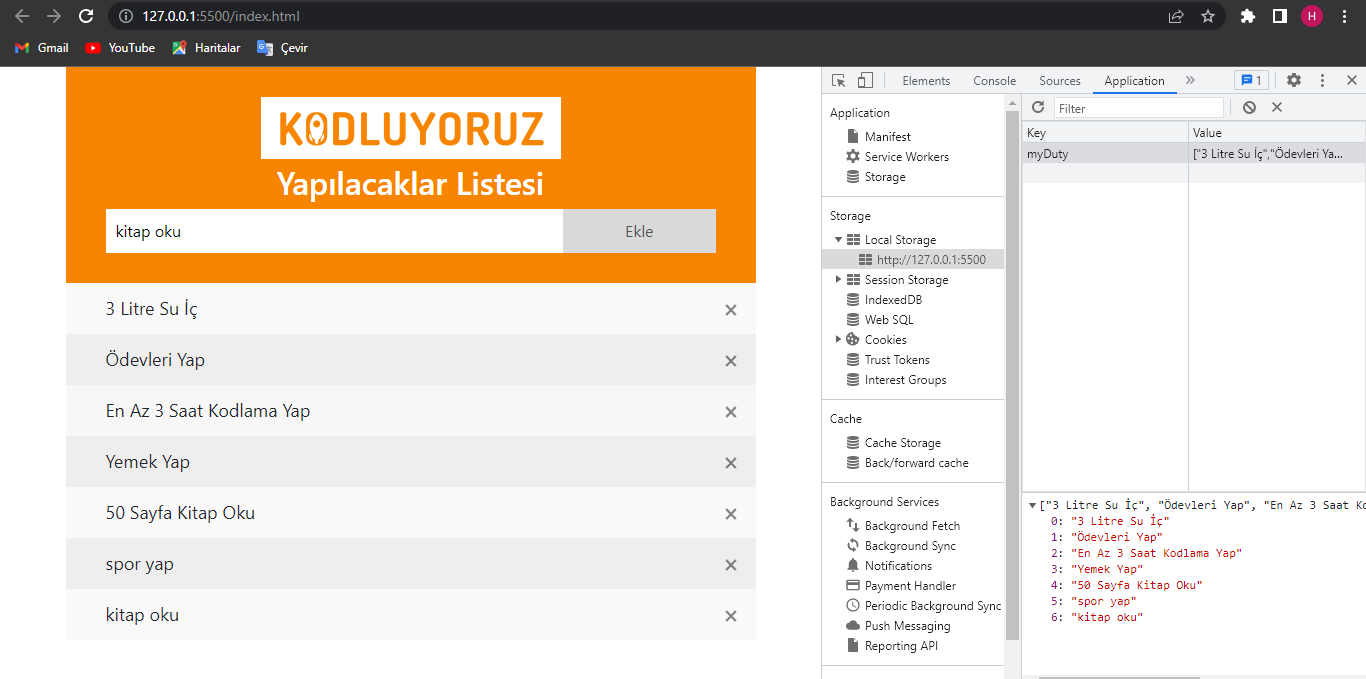 127.0.0.1:5500/index.html
H
Gmail YouTube Haritalar Çevir
KODLUYORUZ
Yapılacaklar Listesi
kitap oku Ekle
3 Litre Su İç
Ödevleri Yap
En Az 3 Saat Kodlama Yap
Yemek Yap
50 Sayfa Kitap Oku
spor yap
kitap oku
Elements Console Sources Application 1
Application
Manifest
Service Workers
Storage
Storage
Local Storage
http://127.0.0.1:5500
Session Storage
IndexedDB
Web SQL
Cookies
Trust Tokens
Interest Groups
Cache
Cache Storage
Back/forward cache
Background Services
Background Fetch
Background Sync
Notifications
Payment Handler
Periodic Background Sync
Push Messaging
Reporting API
Filter
Key Value
myDuty ["3 Litre Su İç","Ödevleri Ya...
["3 Litre Su İç", "Ödevleri Yap", "En Az 3 Saat Ko
0: "3 Litre Su İç"
1: "Ödevleri Yap"
2: "En Az 3 Saat Kodlama Yap"
3: "Yemek Yap"
4: "50 Sayfa Kitap Oku"
5: "spor yap"
6: "kitap oku"